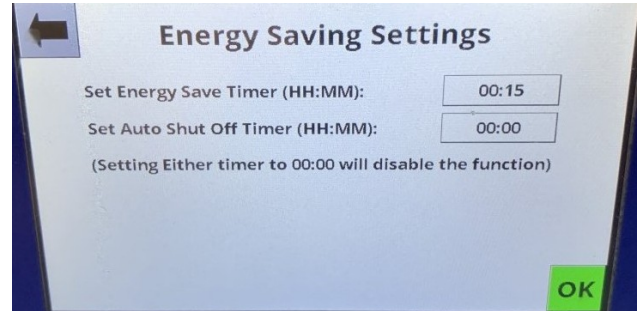 Energy Saving Settings
Set Energy Save Timer (HH:MM): 00:15
Set Auto Shut Off Timer (HH:MM): 00:00
(Setting Either timer to 00:00 will disable the function)
OK